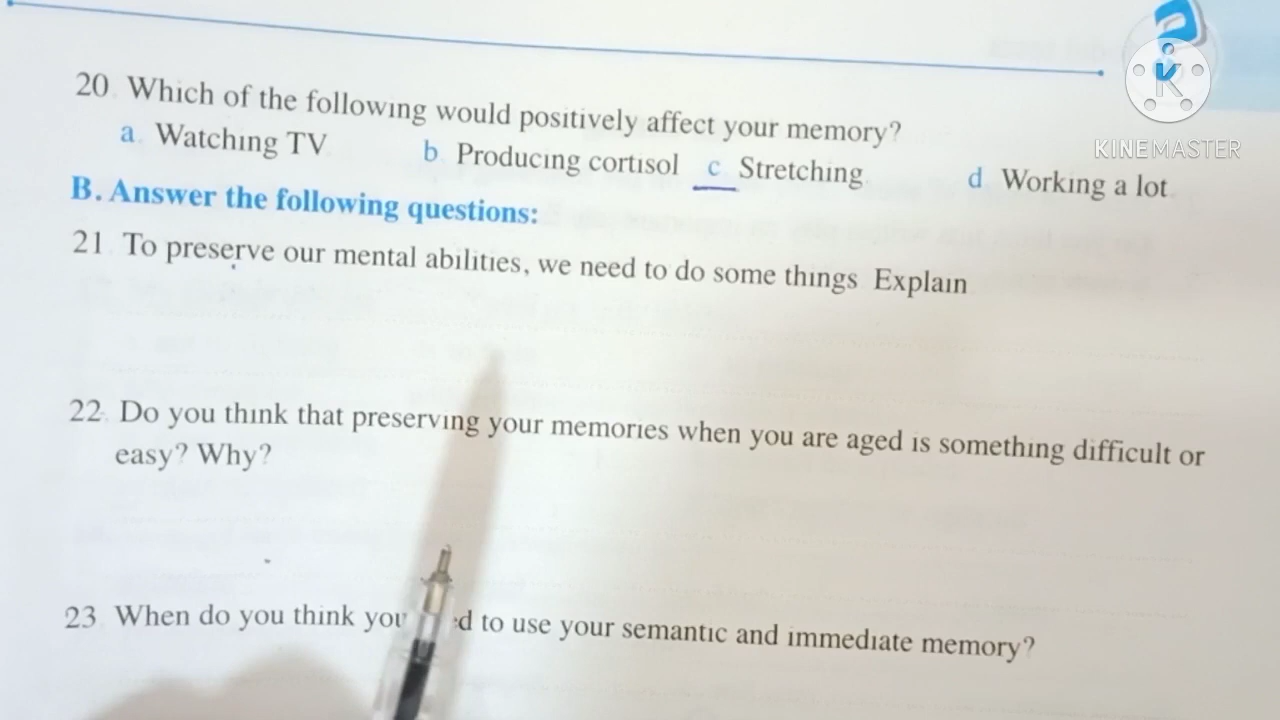 KINEMASTER
20. Which of the following would positively affect your memory?
a. Watching TV b. Producing cortisol c Stretching d Working a lot
B. Answer the following questions:
21 To preserve our mental abilities, we need to do some things Explain
22. Do you think that preserving your memories when you are aged is something difficult or
easy? Why?
23 When do you think you to use your semantic and immediate memory?